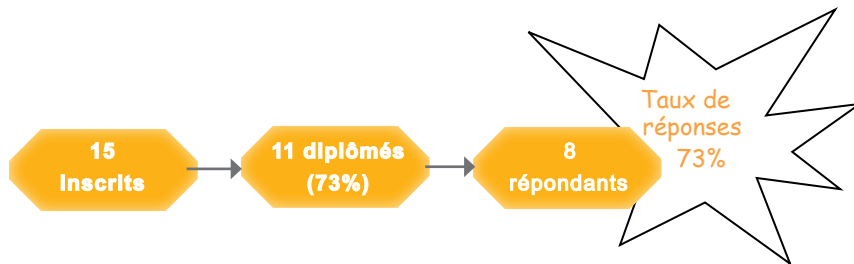 15
inscrits
11 diplômés
(73%)
8
répondants
Taux de
réponses
73%